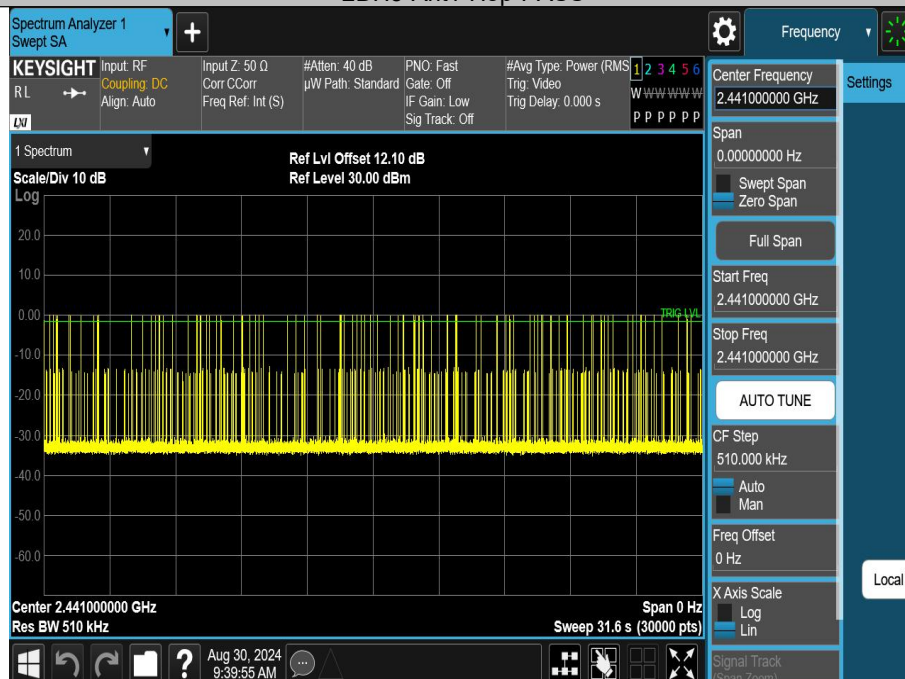 Spectrum Analyzer 1
Swept SA
Frequency
KEYSIGHT
RL
LXI
Input: RF
Coupling: DC
Align: Auto
Input Z: 50 Ω
Corr CCorr
Freq Ref: Int (S)
#Atten: 40 dB
µW Path: Standard
PNO: Fast
Gate: Off
IF Gain: Low
Sig Track: Off
#Avg Type: Power (RMS
Trig: Video
Trig Delay: 0.000 s
1 2 3 4 5 6
W W W W W W
P P P P P P
Center Frequency
2.441000000 GHz
Settings
Span
0.00000000 Hz
Swept Span
Zero Span
Full Span
Start Freq
2.441000000 GHz
Stop Freq
2.441000000 GHz
AUTO TUNE
CF Step
510.000 kHz
Auto
Man
Freq Offset
0 Hz
Local
X Axis Scale
Log
Lin
Signal Track
(Span Zoom)
1 Spectrum
Scale/Div 10 dB
Ref Lvl Offset 12.10 dB
Ref Level 30.00 dBm
Log
20.0
10.0
0.00
TRIG LVL
-10.0
-20.0
-30.0
-40.0
-50.0
-60.0
Center 2.441000000 GHz
Span 0 Hz
Res BW 510 kHz
Sweep 31.6 s (30000 pts)
?
Aug 30, 2024
9:39:55 AM